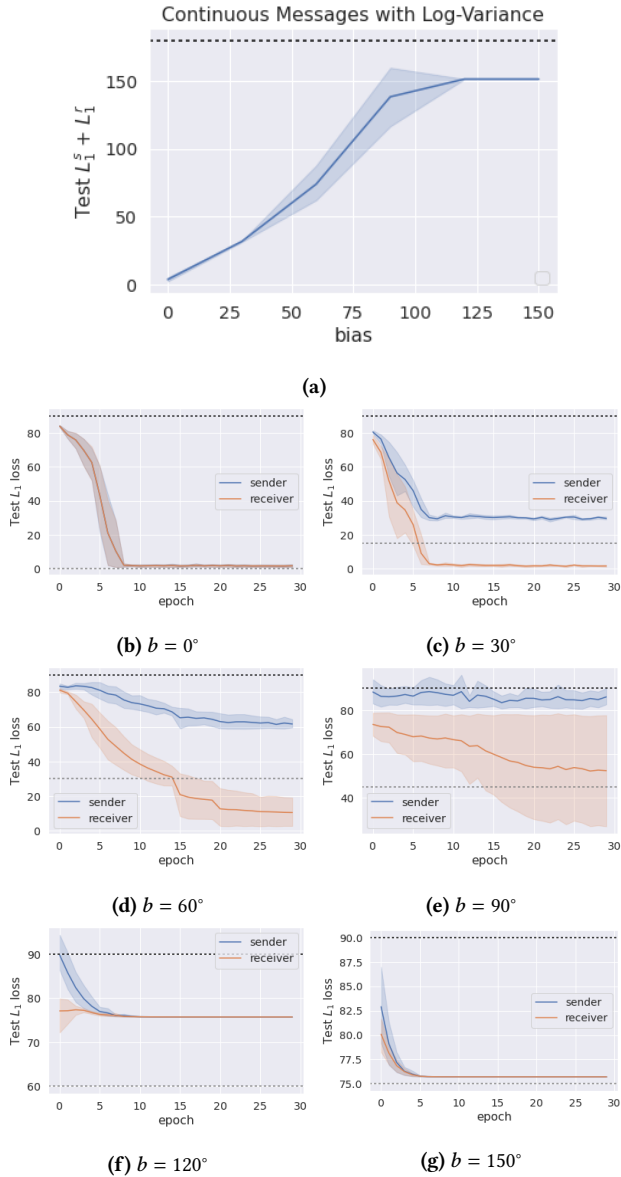 Continuous Messages with Log-Variance
150
100
50
0
Test L₁ˢ + L₁ʳ
0 25 50 75 100 125 150
bias
(a)
80
60
40
20
0
Test L₁ loss
sender
receiver
0 5 10 15 20 25 30
epoch
(b) b = 0°
80
60
40
20
0
Test L₁ loss
sender
receiver
0 5 10 15 20 25 30
epoch
(c) b = 30°
80
60
40
20
0
Test L₁ loss
sender
receiver
0 5 10 15 20 25 30
epoch
(d) b = 60°
80
60
40
Test L₁ loss
sender
receiver
0 5 10 15 20 25 30
epoch
(e) b = 90°
90
80
70
60
Test L₁ loss
sender
receiver
0 5 10 15 20 25 30
epoch
(f) b = 120°
90.0
87.5
85.0
82.5
80.0
77.5
75.0
Test L₁ loss
sender
receiver
0 5 10 15 20 25 30
epoch
(g) b = 150°